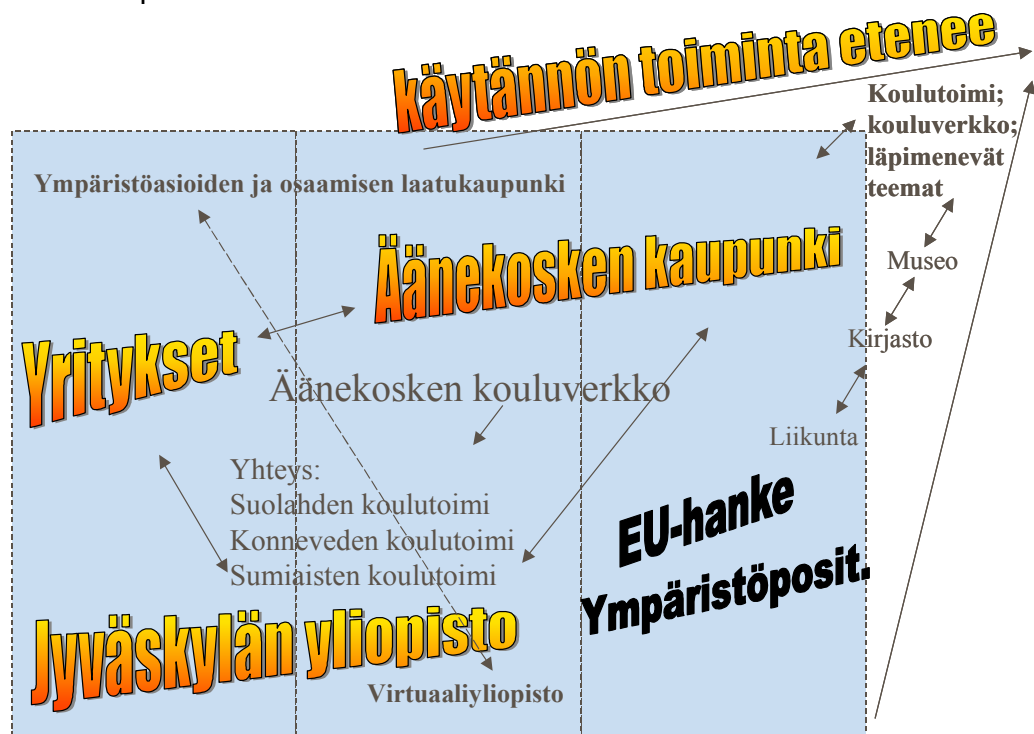 käytännön toiminta etenee
Koulutoimi;
kouluverkko;
läpimenevät
teemat
Ympäristöasioiden ja osaamisen laatukaupunki
Äänekosken kaupunki
Museo
Yritykset
Kirjasto
Äänekosken kouluverkko
Liikunta
Yhteys:
Suolahden koulutoimi
Konneveden koulutoimi
Sumiaisten koulutoimi
EU-hanke
Ympäristöposit.
Jyväskylän yliopisto
Virtuaaliyliopisto